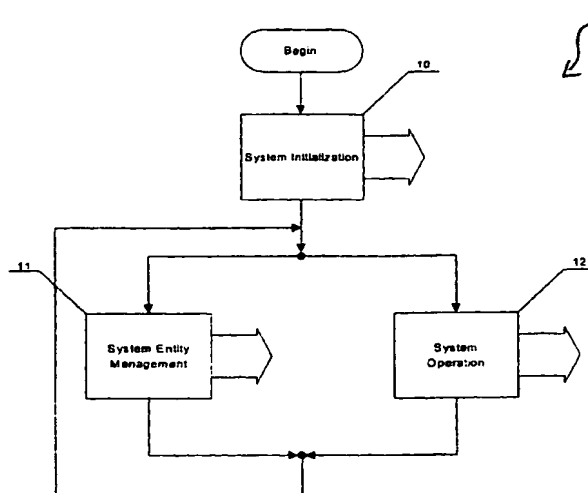 Begin
10
System Initialization
11
12
System Entity
Management
System
Operation